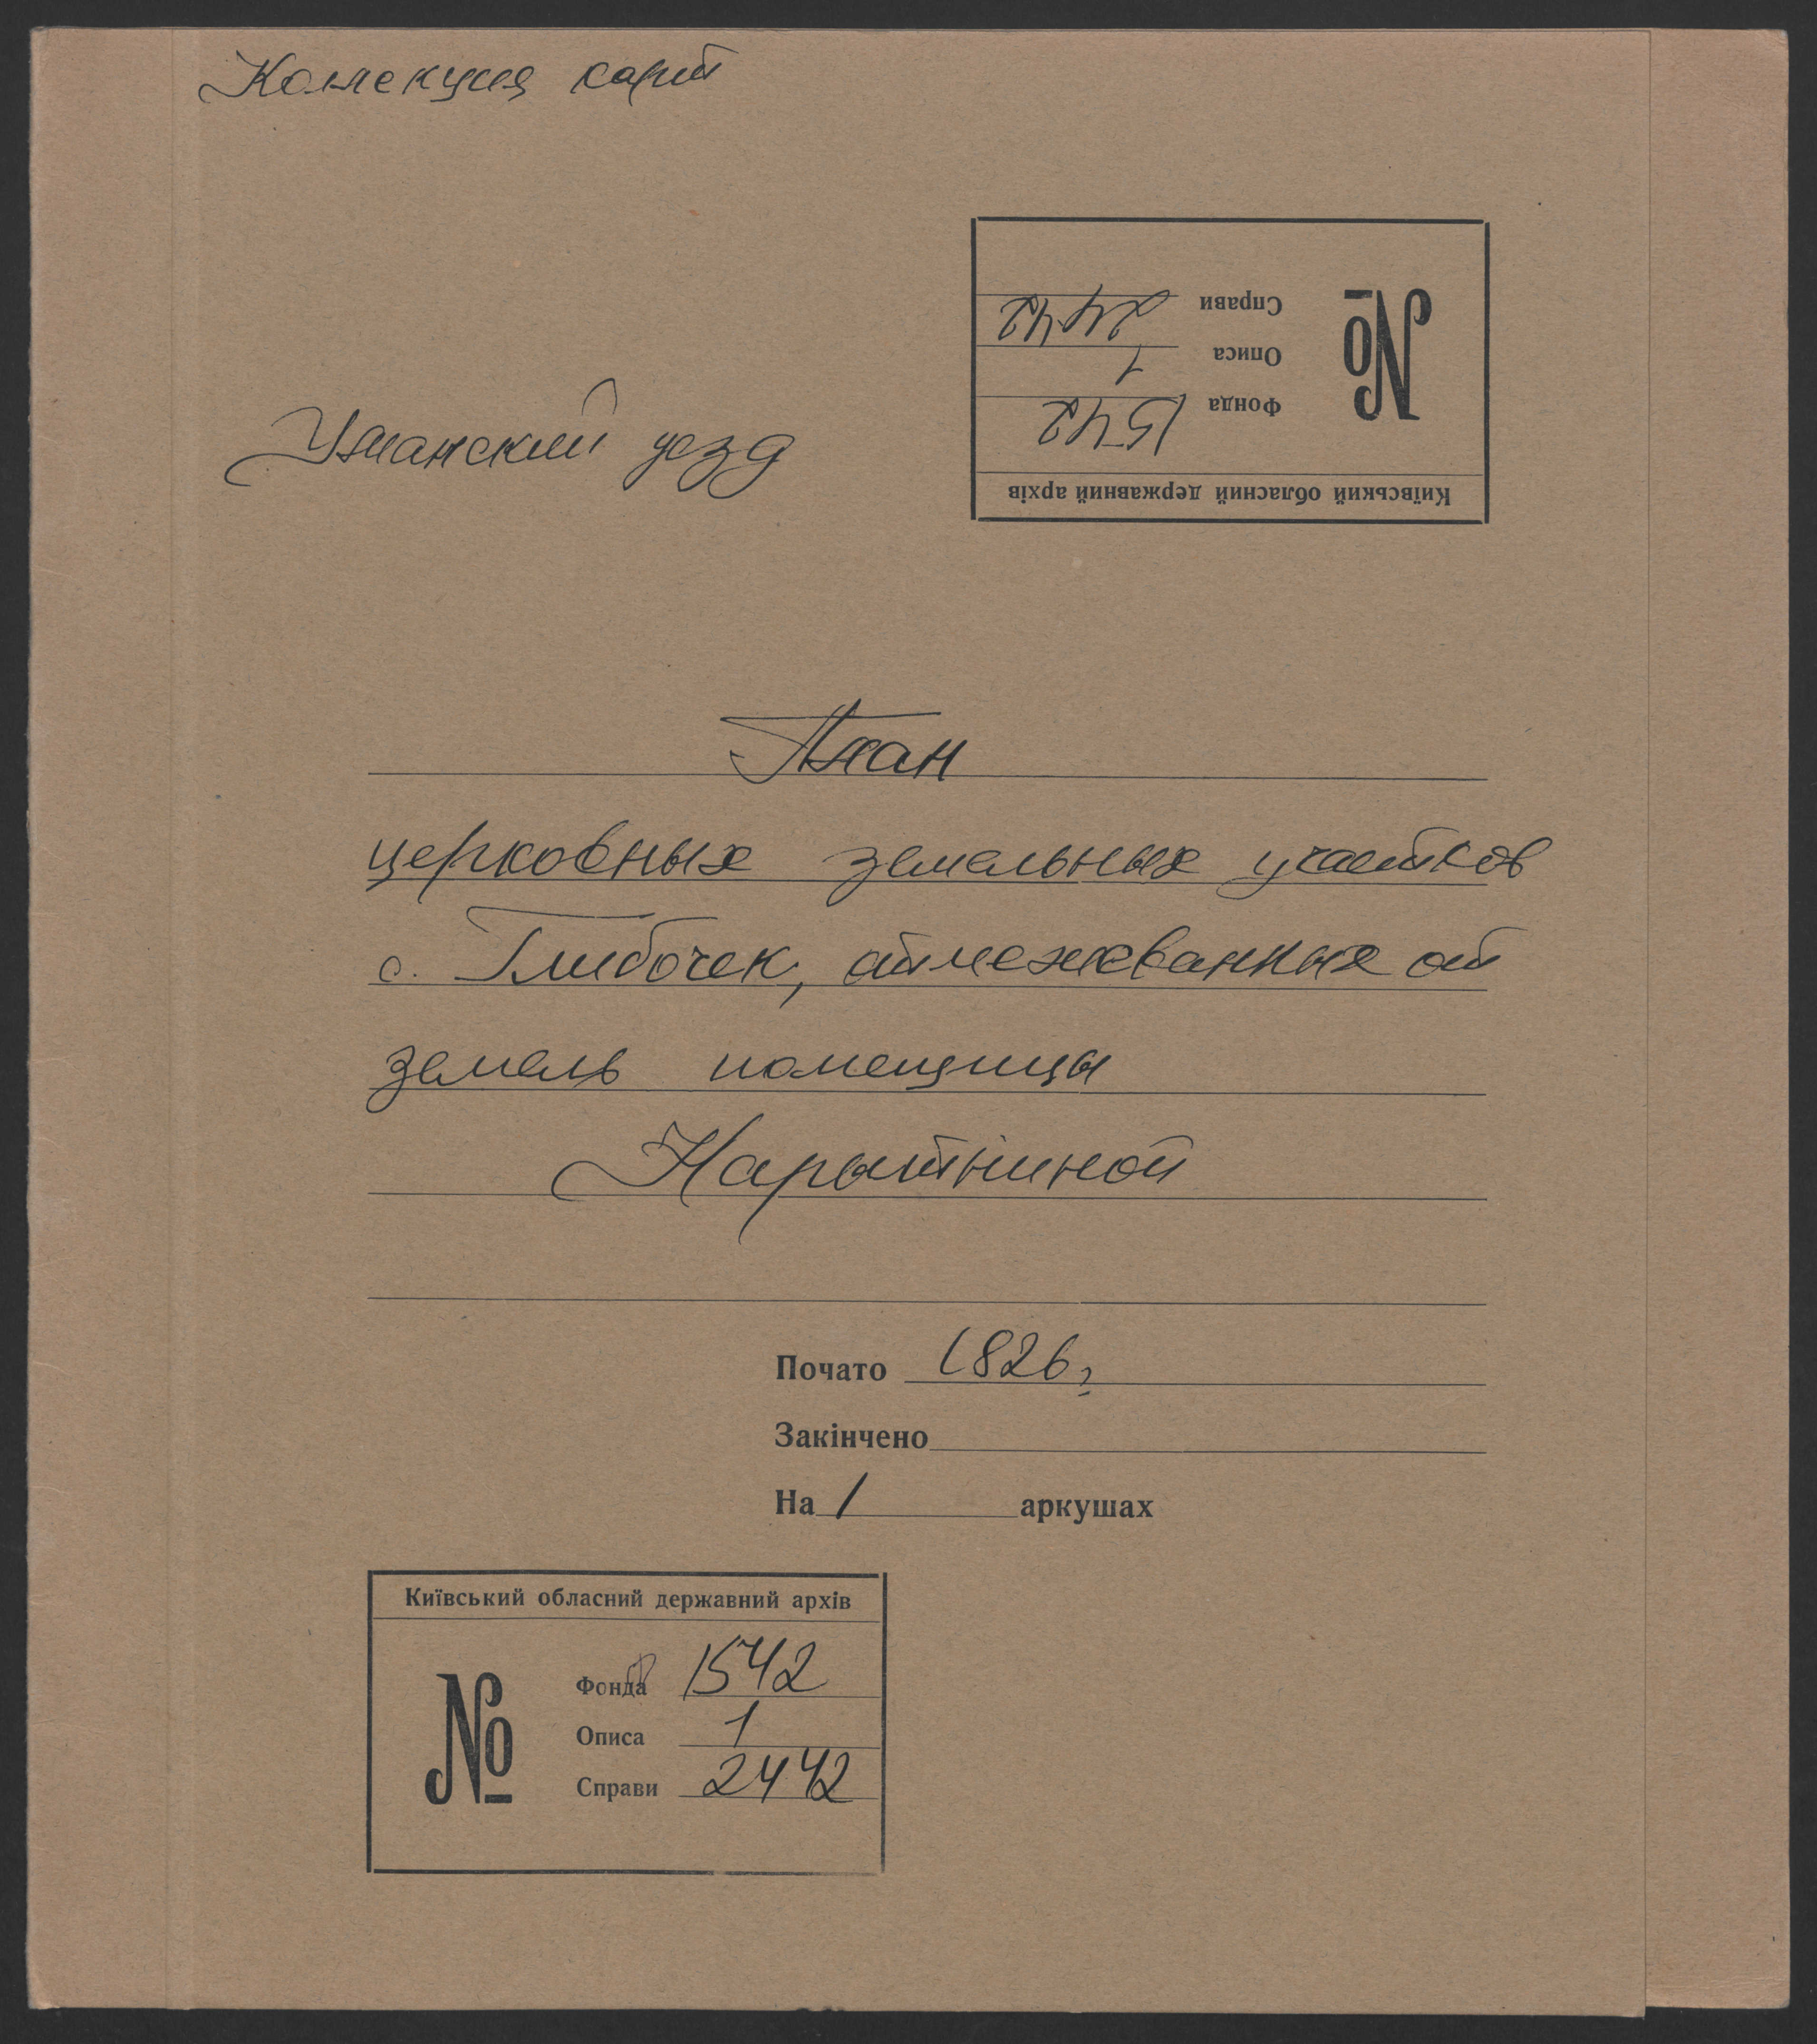 Коллекция карт
Київський обласний державний архів
№
Фонда 1542
Описа 1
Справи 2442
Уманский уезд
План
церковных земельных участков
с. Глибочек, отмежеванных от
земель помещицы
Нарышкиной
Почато 1826 г.
Закінчено
На 1 аркушах
Київський обласний державний архів
№
Фонда 1542
Описа 1
Справи 2442